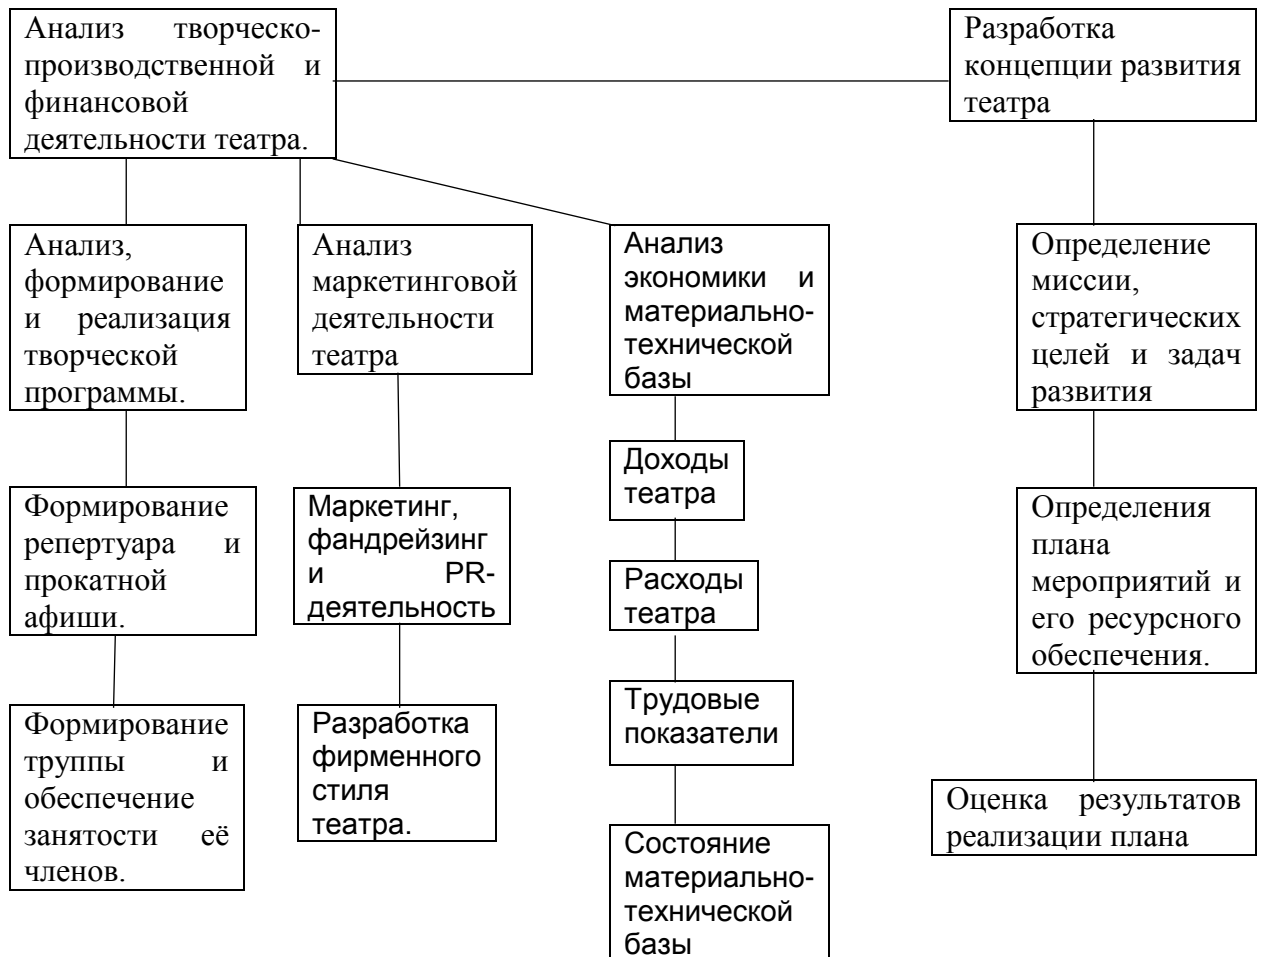 Анализ творческо-
производственной и
финансовой
деятельности театра.
Разработка
концепции развития
театра
Анализ,
формирование
и реализация
творческой
программы.
Анализ
маркетинговой
деятельности
театра
Анализ
экономики и
материально-
технической
базы
Определение
миссии,
стратегических
целей и задач
развития
Доходы
театра
Формирование
репертуара и
прокатной
афиши.
Маркетинг,
фандрейзинг
и PR-
деятельность
Расходы
театра
Определения
плана
мероприятий и
его ресурсного
обеспечения.
Формирование
труппы и
обеспечение
занятости её
членов.
Разработка
фирменного
стиля
театра.
Трудовые
показатели
Состояние
материально-
технической
базы
Оценка результатов
реализации плана